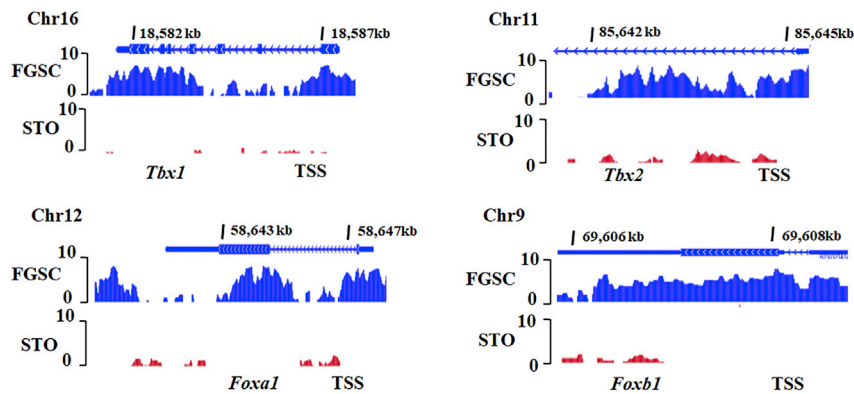 Chr16
18,582 kb
18,587 kb
10
FGSC
0
10
STO
0
Tbx1
TSS
Chr11
85,642 kb
85,645 kb
10
FGSC
0
10
STO
0
Tbx2
TSS
Chr12
58,643 kb
58,647 kb
10
FGSC
0
10
STO
0
Foxa1
TSS
Chr9
69,606 kb
69,608 kb
10
FGSC
0
10
STO
0
Foxb1
TSS